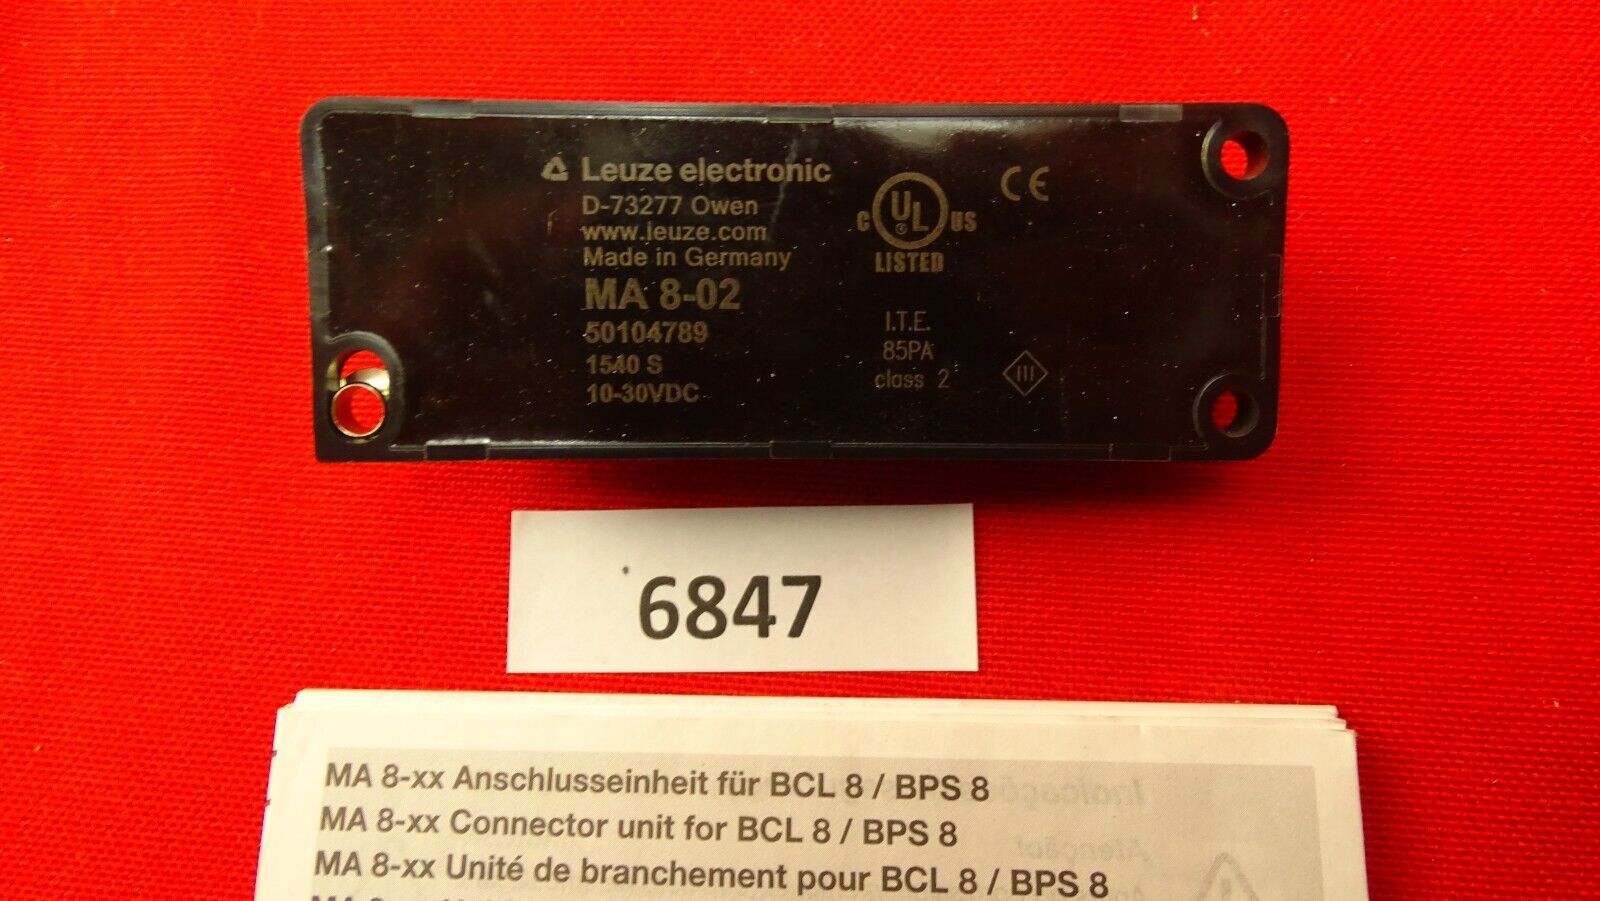 Leuze electronic
D-73277 Owen
www.leuze.com
Made in Germany
MA 8-02
50104789
1540 S
10-30VDC
C UL ® US
LISTED
CE
I.T.E.
85PA
class 2
III
6847
MA 8-xx Anschlusseinheit für BCL 8 / BPS 8
MA 8-xx Connector unit for BCL 8 / BPS 8
MA 8-xx Unité de branchement pour BCL 8 / BPS 8